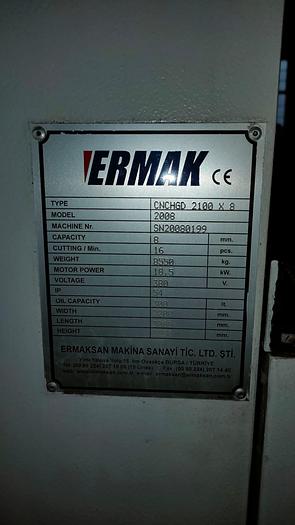 ERMAK CE
TYPE CNCHGD 2100 X 8
MODEL 2008
MACHINE Nr. SN20080199
CAPACITY 8 mm.
CUTTING / Min. 16 pcs.
WEIGHT 8550 kg.
MOTOR POWER 18.5 kW.
VOLTAGE 380 V.
IP 54
OIL CAPACITY lt.
WIDTH mm.
LENGTH
HEIGHT
ERMAKSAN MAKİNA SANAYİ TİC. LTD. ŞTİ.
BURSA - TÜRKİYE